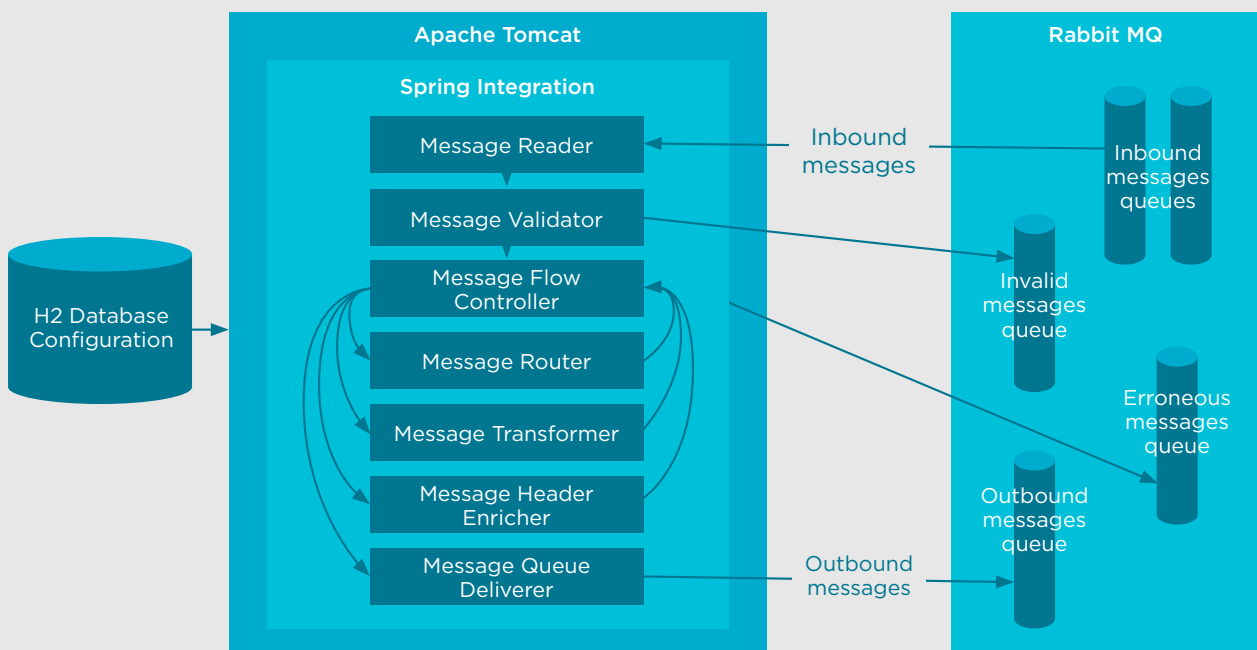 Apache Tomcat
Rabbit MQ
Spring Integration
Message Reader
Inbound
messages
Inbound
messages
queues
Message Validator
Message Flow
Controller
Invalid
messages
queue
H2 Database
Configuration
Message Router
Erroneous
messages
queue
Message Transformer
Message Header
Enricher
Outbound
messages
queue
Message Queue
Deliverer
Outbound
messages